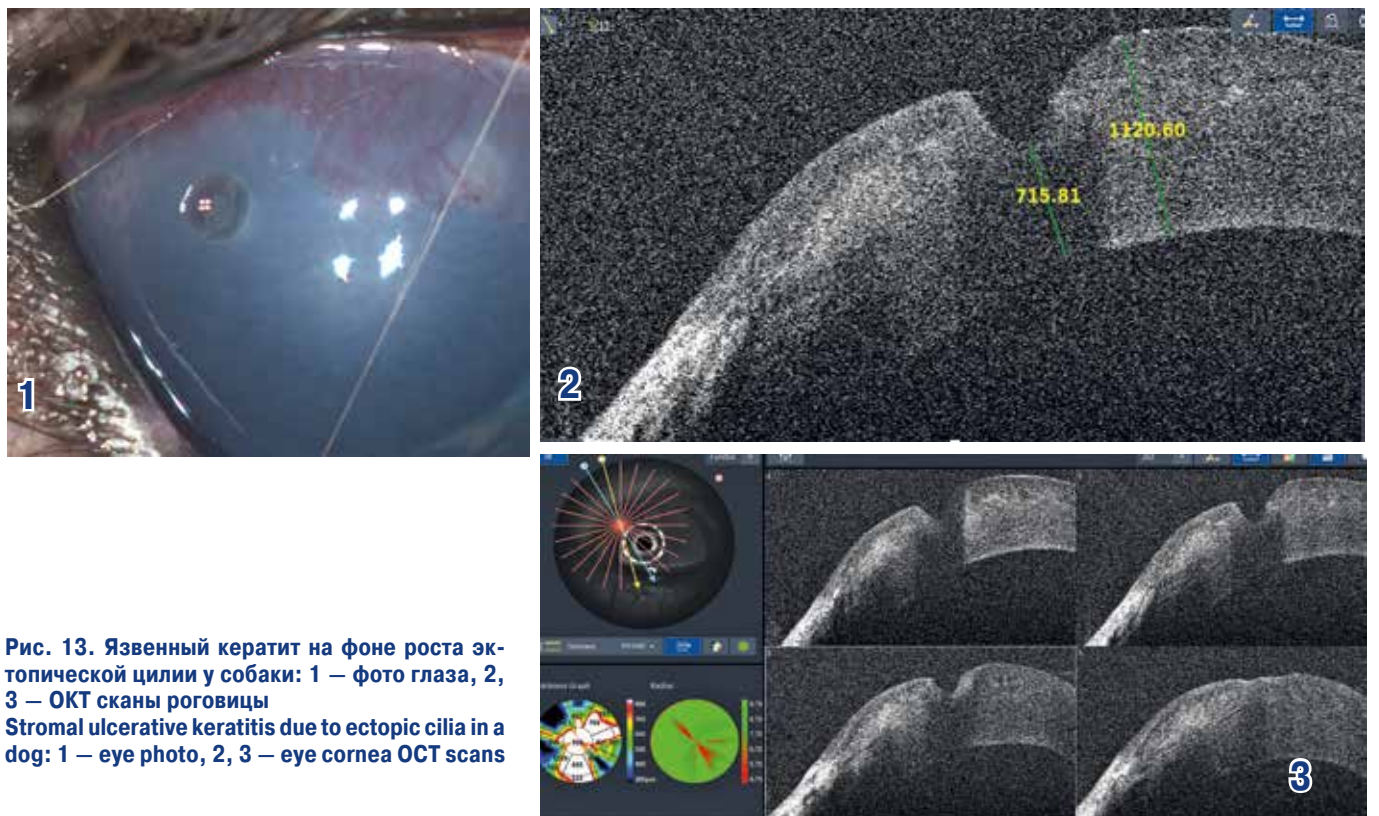 1
1120.60
715.81
2
3
Рис. 13. Язвенный кератит на фоне роста эк-
топической цилии у собаки: 1 — фото глаза, 2,
3 — ОКТ сканы роговицы
Stromal ulcerative keratitis due to ectopic cilia in a
dog: 1 — eye photo, 2, 3 — eye cornea OCT scans